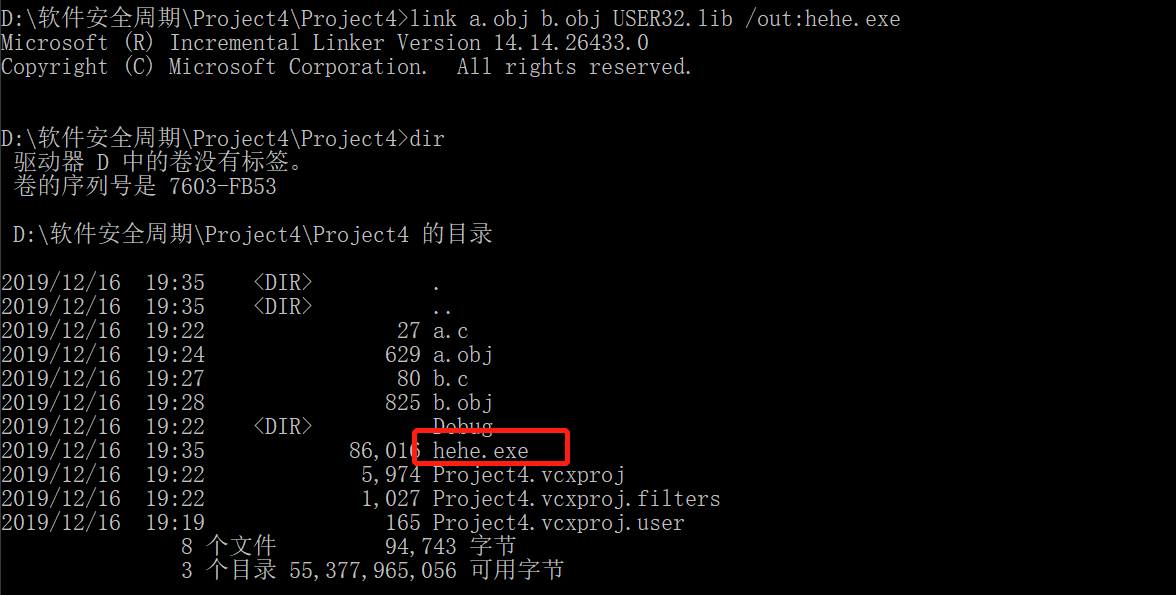 D:\软件安全周期\Project4\Project4>link a.obj b.obj USER32.lib /out:hehe.exe
Microsoft (R) Incremental Linker Version 14.14.26433.0
Copyright (C) Microsoft Corporation.  All rights reserved.
D:\软件安全周期\Project4\Project4>dir
驱动器 D 中的卷没有标签。
卷的序列号是 7603-FB53
D:\软件安全周期\Project4\Project4 的目录
2019/12/16  19:35    <DIR>          .
2019/12/16  19:35    <DIR>          ..
2019/12/16  19:22                27 a.c
2019/12/16  19:24               629 a.obj
2019/12/16  19:27                80 b.c
2019/12/16  19:28               825 b.obj
2019/12/16  19:22    <DIR>          Debug
2019/12/16  19:35            86,016 hehe.exe
2019/12/16  19:22             5,974 Project4.vcxproj
2019/12/16  19:22             1,027 Project4.vcxproj.filters
2019/12/16  19:19               165 Project4.vcxproj.user
8 个文件         94,743 字节
3 个目录 55,377,965,056 可用字节